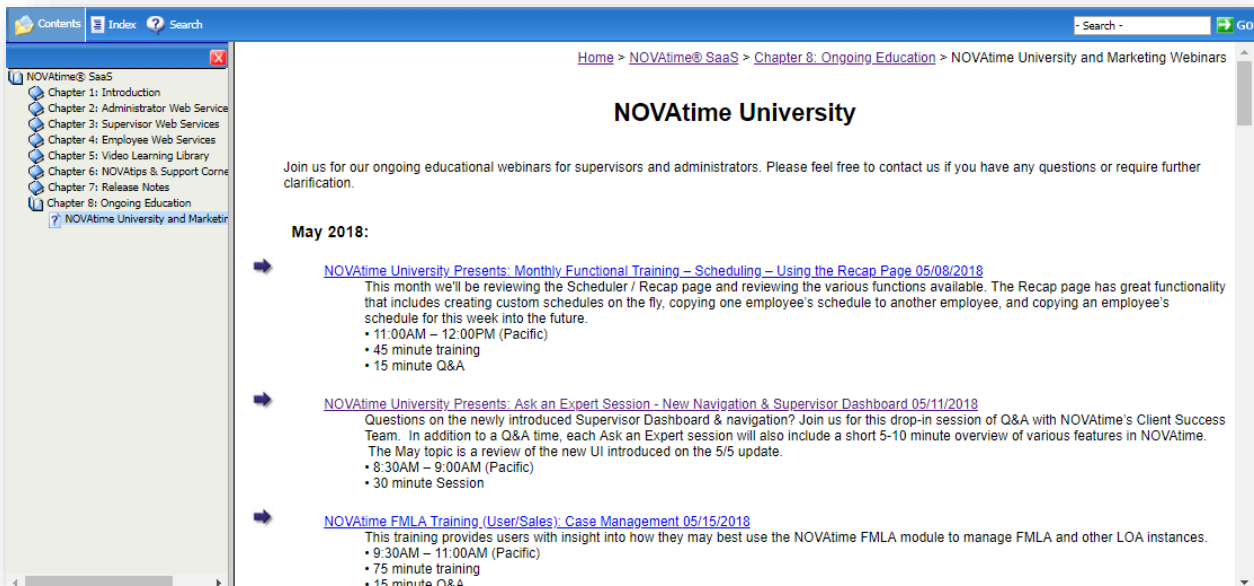 Contents Index Search
- Search - GO
NOVAtime® SaaS
Chapter 1: Introduction
Chapter 2: Administrator Web Service
Chapter 3: Supervisor Web Services
Chapter 4: Employee Web Services
Chapter 5: Video Learning Library
Chapter 6: NOVAtips & Support Corne
Chapter 7: Release Notes
Chapter 8: Ongoing Education
NOVAtime University and Marketin
Home > NOVAtime® SaaS > Chapter 8: Ongoing Education > NOVAtime University and Marketing Webinars
NOVAtime University
Join us for our ongoing educational webinars for supervisors and administrators. Please feel free to contact us if you have any questions or require further
clarification.
May 2018:
NOVAtime University Presents: Monthly Functional Training – Scheduling – Using the Recap Page 05/08/2018
This month we'll be reviewing the Scheduler / Recap page and reviewing the various functions available. The Recap page has great functionality
that includes creating custom schedules on the fly, copying one employee's schedule to another employee, and copying an employee's
schedule for this week into the future.
• 11:00AM – 12:00PM (Pacific)
• 45 minute training
• 15 minute Q&A
NOVAtime University Presents: Ask an Expert Session - New Navigation & Supervisor Dashboard 05/11/2018
Questions on the newly introduced Supervisor Dashboard & navigation? Join us for this drop-in session of Q&A with NOVAtime's Client Success
Team. In addition to a Q&A time, each Ask an Expert session will also include a short 5-10 minute overview of various features in NOVAtime.
The May topic is a review of the new UI introduced on the 5/5 update.
• 8:30AM – 9:00AM (Pacific)
• 30 minute Session
NOVAtime FMLA Training (User/Sales): Case Management 05/15/2018
This training provides users with insight into how they may best use the NOVAtime FMLA module to manage FMLA and other LOA instances.
• 9:30AM – 11:00AM (Pacific)
• 75 minute training
• 15 minute Q&A